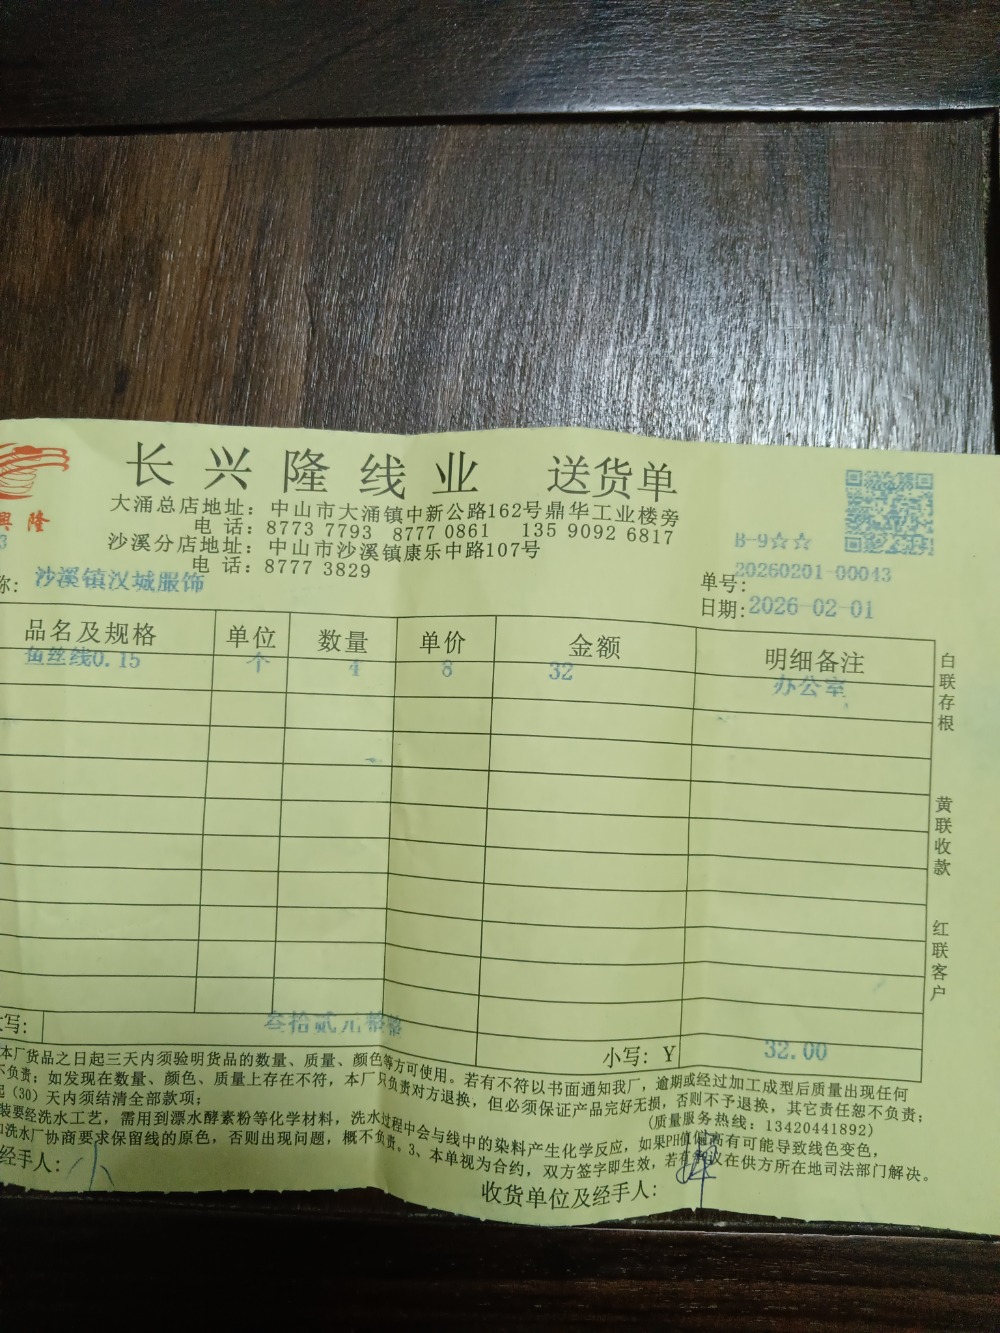 长兴隆线业 送货单
大涌总店地址：中山市大涌镇中新公路162号鼎华工业楼旁
电话：8773 7793 8777 0861 135 9092 6817
沙溪分店地址：中山市沙溪镇康乐中路107号
电话：8777 3829
興隆
B-9☆☆
称：沙溪镇汉城服饰
单号：20260201-00043
日期：2026-02-01
品名及规格 单位 数量 单价 金额 明细备注
鱼丝线0.15 个 4 8 32 办公室
白联存根
黄联收款
红联客户
写：叁拾贰元整
小写：Y 32.00
本厂货品之日起三天内须验明货品的数量、质量、颜色等方可使用。若有不符以书面通知我厂，逾期或经过加工成型后质量出现任何
不负责；如发现在数量、颜色、质量上存在不符，本厂只负责对方退换，但必须保证产品完好无损，否则不予退换，其它责任恕不负责；
起（30）天内须结清全部款项；
（质量服务热线：13420441892）
装要经洗水工艺，需用到漂水酵素粉等化学材料，洗水过程中会与线中的染料产生化学反应，如果PH值偏高有可能导致线色变色，
和洗水厂协商要求保留线的原色，否则出现问题，概不负责。3、本单视为合约，双方签字即生效，若有争议在供方所在地司法部门解决。
经手人：
收货单位及经手人：